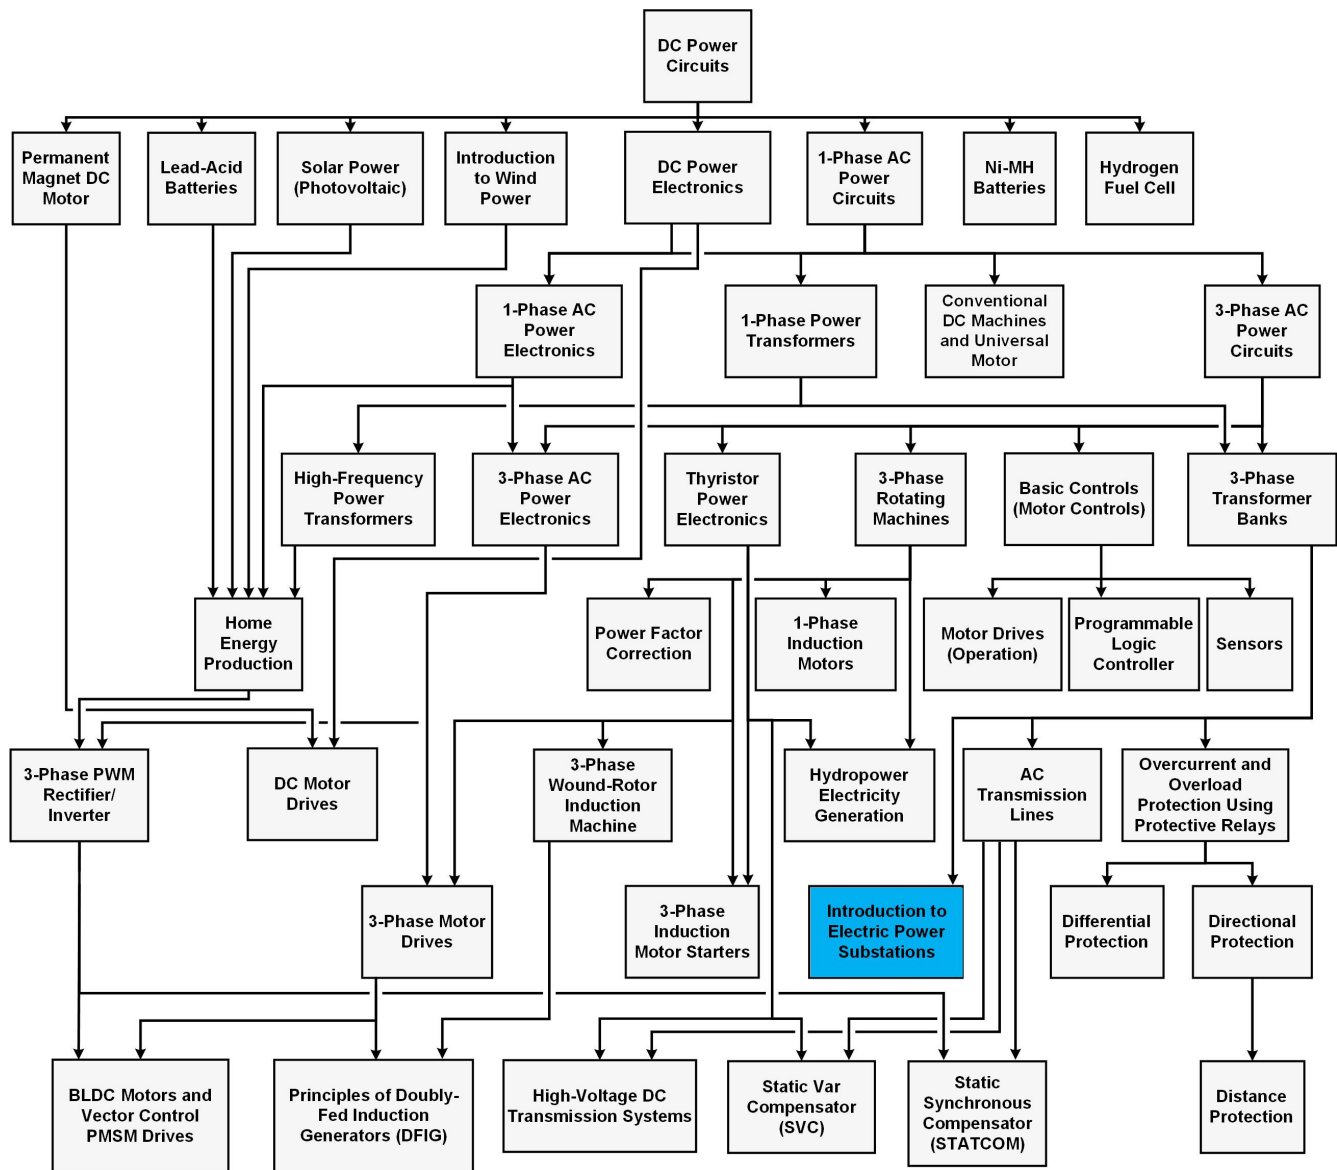 DC Power
Circuits
Permanent
Magnet DC
Motor
Lead-Acid
Batteries
Solar Power
(Photovoltaic)
Introduction
to Wind
Power
DC Power
Electronics
1-Phase AC
Power
Circuits
Ni-MH
Batteries
Hydrogen
Fuel Cell
1-Phase AC
Power
Electronics
1-Phase Power
Transformers
Conventional
DC Machines
and Universal
Motor
3-Phase AC
Power
Circuits
High-Frequency
Power
Transformers
3-Phase AC
Power
Electronics
Thyristor
Power
Electronics
3-Phase
Rotating
Machines
Basic Controls
(Motor Controls)
3-Phase
Transformer
Banks
Home
Energy
Production
Power Factor
Correction
1-Phase
Induction
Motors
Motor Drives
(Operation)
Programmable
Logic
Controller
Sensors
3-Phase PWM
Rectifier/
Inverter
DC Motor
Drives
3-Phase
Wound-Rotor
Induction
Machine
Hydropower
Electricity
Generation
AC
Transmission
Lines
Overcurrent and
Overload
Protection Using
Protective Relays
3-Phase Motor
Drives
3-Phase
Induction
Motor Starters
Introduction to
Electric Power
Substations
Differential
Protection
Directional
Protection
BLDC Motors and
Vector Control
PMSM Drives
Principles of Doubly-
Fed Induction
Generators (DFIG)
High-Voltage DC
Transmission Systems
Static Var
Compensator
(SVC)
Static
Synchronous
Compensator
(STATCOM)
Distance
Protection